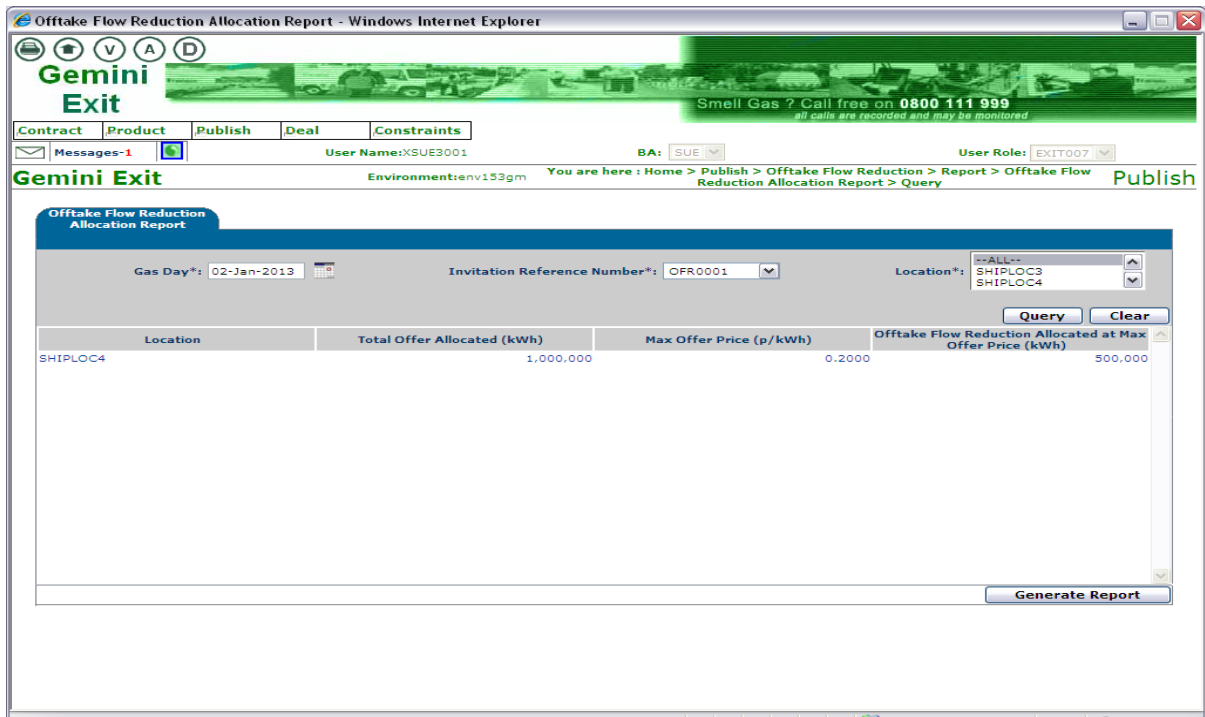 Offtake Flow Reduction Allocation Report - Windows Internet Explorer
V A D
Gemini
Exit
Smell Gas ? Call free on 0800 111 999
all calls are recorded and may be monitored
Contract Product Publish Deal Constraints
Messages-1 User Name:XSUE3001 BA: SUE User Role: EXIT007
Gemini Exit Environment:env153gm You are here : Home > Publish > Offtake Flow Reduction > Report > Offtake Flow
Reduction Allocation Report > Query
Publish
Offtake Flow Reduction
Allocation Report
Gas Day*: 02-Jan-2013 Invitation Reference Number*: OFR0001 Location*: --ALL--
SHIPLOC3
SHIPLOC4
Query Clear
Location Total Offer Allocated (kWh) Max Offer Price (p/kWh) Offtake Flow Reduction Allocated at Max
Offer Price (kWh)
SHIPLOC4 1,000,000 0.2000 500,000
Generate Report